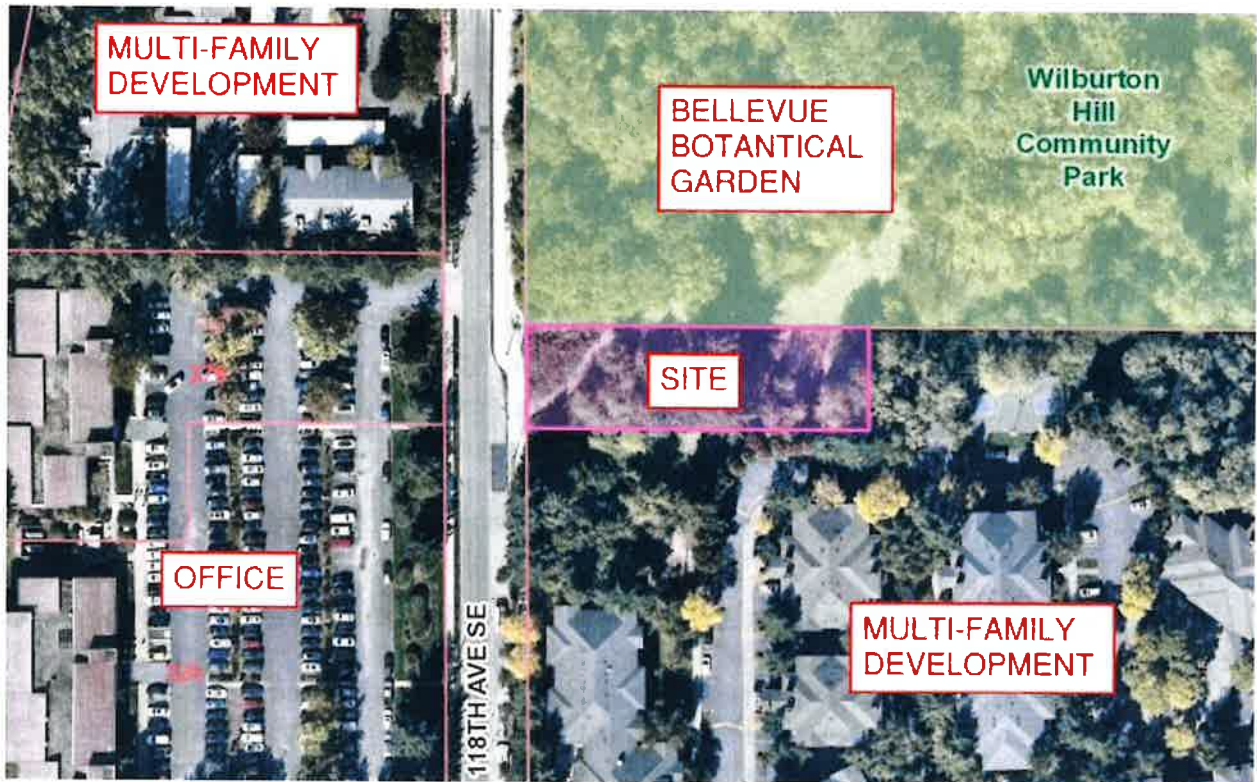 MULTI-FAMILY
DEVELOPMENT
BELLEVUE
BOTANTICAL
GARDEN
Wilburton
Hill
Community
Park
SITE
OFFICE
118TH AVE SE
MULTI-FAMILY
DEVELOPMENT